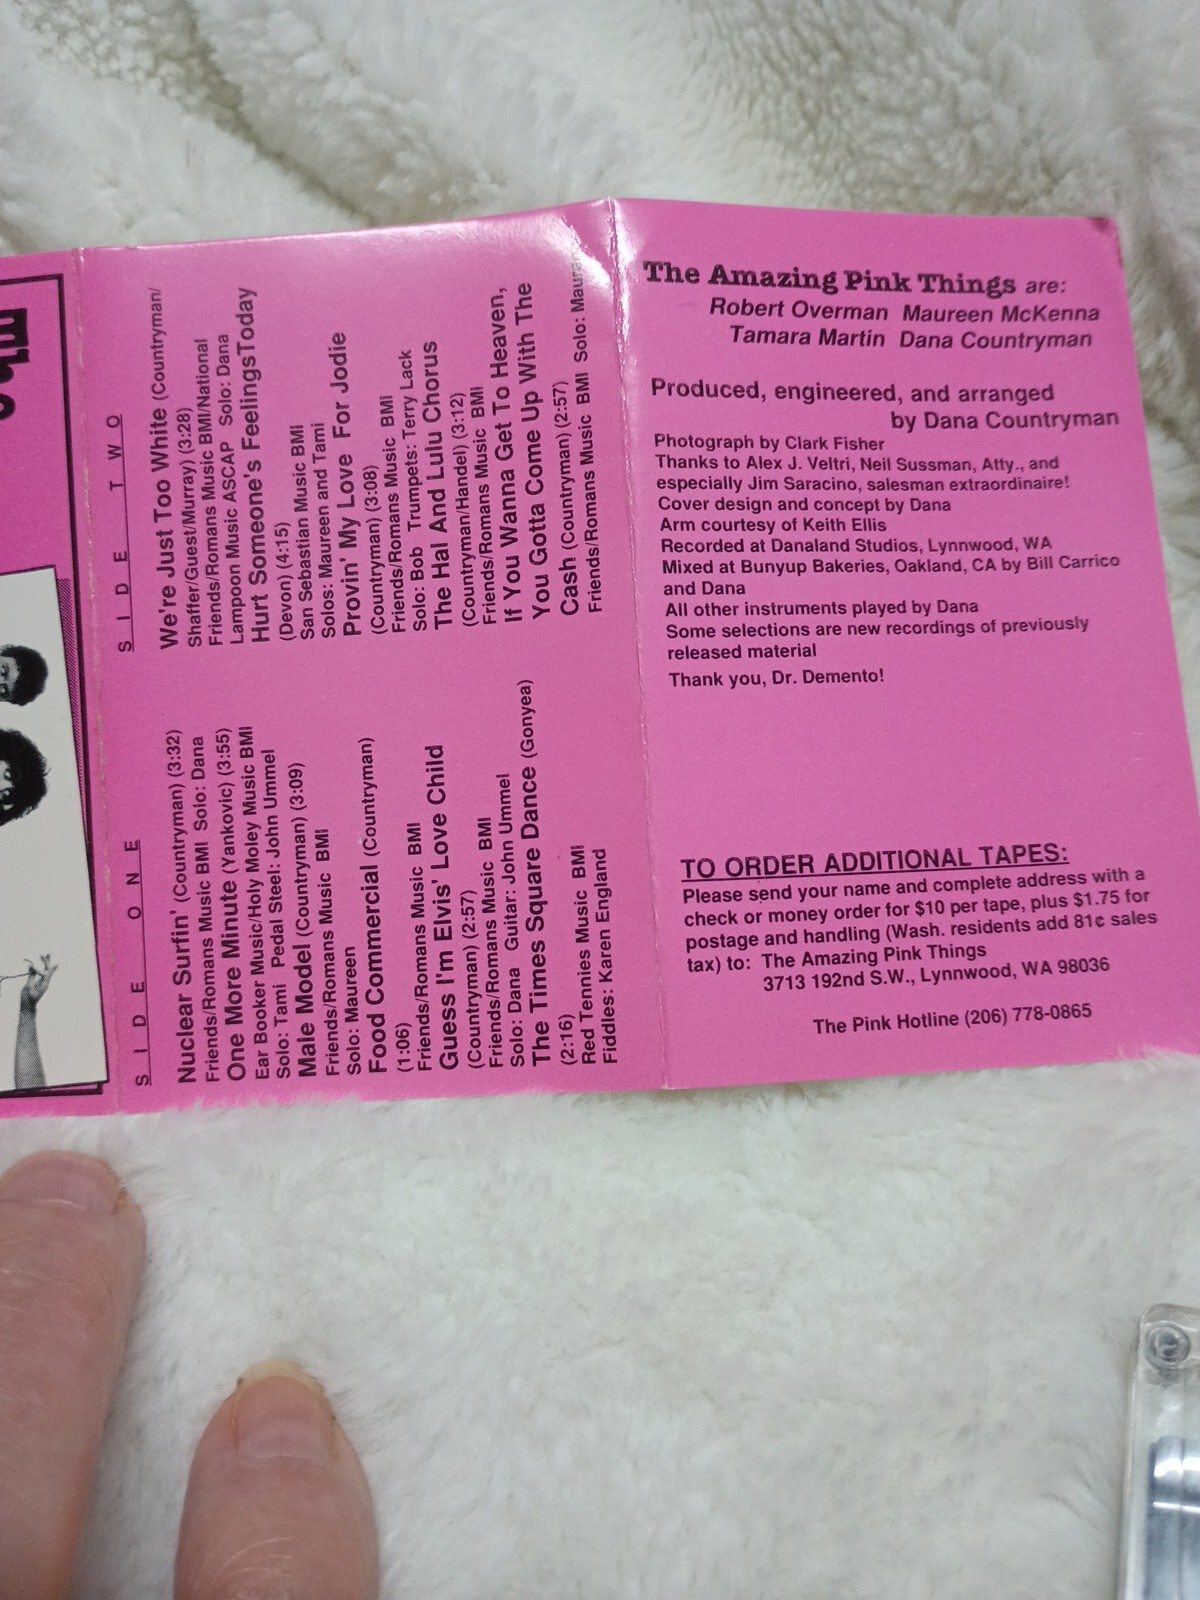 SIDE ONE
Nuclear Surfin' (Countryman) (3:32)
Friends/Romans Music BMI Solo: Dana
One More Minute (Yankovic) (3:55)
Ear Booker Music/Holy Moley Music BMI
Solo: Tami Pedal Steel: John Ummel
Male Model (Countryman) (3:09)
Friends/Romans Music BMI
Solo: Maureen
Food Commercial (Countryman)
(1:06)
Friends/Romans Music BMI
Guess I'm Elvis' Love Child
(Countryman) (2:57)
Friends/Romans Music BMI
Solo: Dana Guitar: John Ummel
The Times Square Dance (Gonyea)
(2:16)
Red Tennies Music BMI
Fiddles: Karen England
SIDE TWO
We're Just Too White (Countryman/
Shaffer/Guest/Murray) (3:28)
Friends/Romans Music BMI/National
Lampoon Music ASCAP Solo: Dana
Hurt Someone's FeelingsToday
(Devon) (4:15)
San Sebastian Music BMI
Solos: Maureen and Tami
Provin' My Love For Jodie
(Countryman) (3:08)
Friends/Romans Music BMI
Solo: Bob Trumpets: Terry Lack
The Hal And Lulu Chorus
(Countryman/Handel) (3:12)
Friends/Romans Music BMI
If You Wanna Get To Heaven,
You Gotta Come Up With The
Cash (Countryman) (2:57)
Friends/Romans Music BMI Solo:
The Amazing Pink Things are:
Robert Overman Maureen McKenna
Tamara Martin Dana Countryman
Produced, engineered, and arranged
by Dana Countryman
Photograph by Clark Fisher
Thanks to Alex J. Veltri, Neil Sussman, Atty., and
especially Jim Saracino, salesman extraordinaire!
Cover design and concept by Dana
Arm courtesy of Keith Ellis
Recorded at Danaland Studios, Lynnwood, WA
Mixed at Bunyup Bakeries, Oakland, CA by Bill Carrico
and Dana
All other instruments played by Dana
Some selections are new recordings of previously
released material
Thank you, Dr. Demento!
TO ORDER ADDITIONAL TAPES:
Please send your name and complete address with a
check or money order for $10 per tape, plus $1.75 for
postage and handling (Wash. residents add 81¢ sales
tax) to: The Amazing Pink Things
3713 192nd S.W., Lynnwood, WA 98036
The Pink Hotline (206) 778-0865